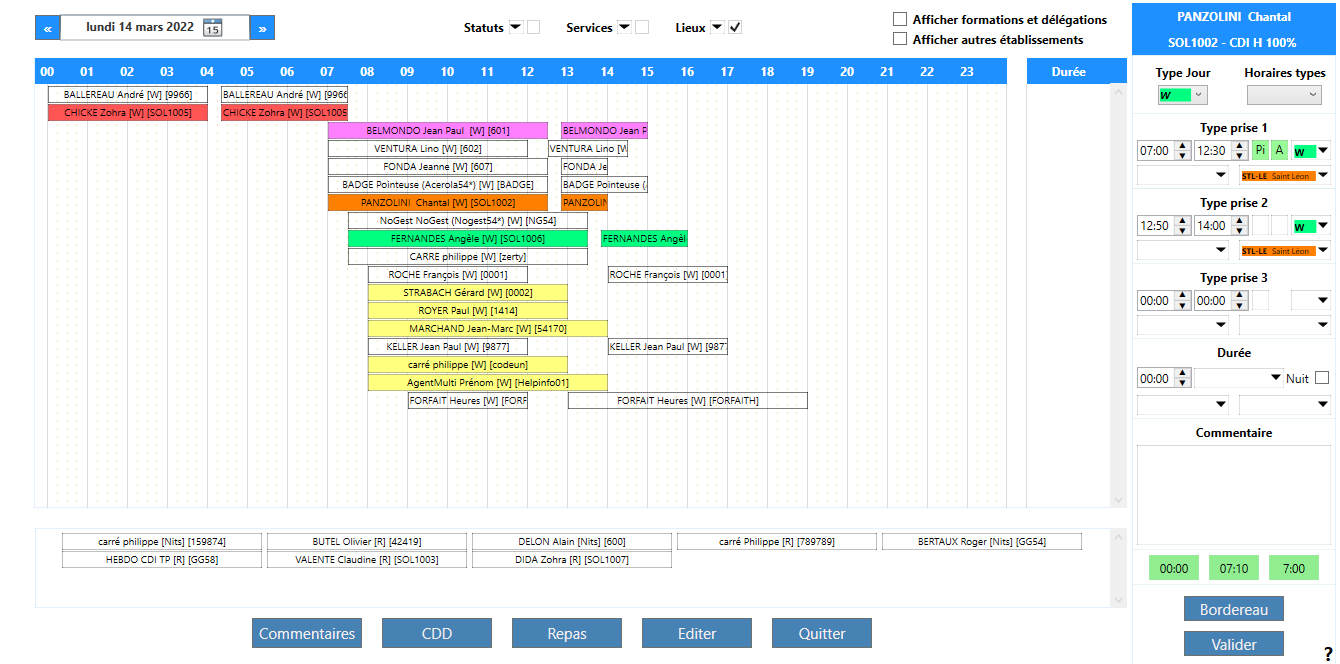 « lundi 14 mars 2022 15 »
Statuts Services Lieux
Afficher formations et délégations
Afficher autres établissements
00 01 02 03 04 05 06 07 08 09 10 11 12 13 14 15 16 17 18 19 20 21 22 23 Durée
BALLEREAU André [W] [9966] BALLEREAU André [W] [9966
CHICKE Zohra [W] [SOL1005] CHICKE Zohra [W] [SOL1005
BELMONDO Jean Paul [W] [601] BELMONDO Jean P
VENTURA Lino [W] [602] VENTURA Lino [W
FONDA Jeanne [W] [607] FONDA Je
BADGE Pointeuse (Acerola54*) [W] [BADGE] BADGE Pointeuse (
PANZOLINI Chantal [W] [SOL1002] PANZOLIN
NoGest NoGest (Nogest54*) [W] [NG54]
FERNANDES Angèle [W] [SOL1006] FERNANDES Angèl
CARRE philippe [W] [zerty]
ROCHE François [W] [0001] ROCHE François [W] [0001]
STRABACH Gérard [W] [0002]
ROYER Paul [W] [1414]
MARCHAND Jean-Marc [W] [54170]
KELLER Jean Paul [W] [9877] KELLER Jean Paul [W] [987
carré philippe [W] [codeun]
AgentMulti Prénom [W] [Helpinfo01]
FORFAIT Heures [W] [FORF FORFAIT Heures [W] [FORFAITH]
carré philippe [Nits] [159874] BUTEL Olivier [R] [42419] DELON Alain [Nits] [600] carré Philippe [R] [789789] BERTAUX Roger [Nits] [GG54]
HEBDO CDI TP [R] [GG58] VALENTE Claudine [R] [SOL1003] DIDA Zohra [R] [SOL1007]
Commentaires CDD Repas Editer Quitter
PANZOLINI Chantal
SOL1002 - CDI H 100%
Type Jour Horaires types
W
Type prise 1
07:00 12:30 Pi A W
STL-LE Saint Léon
Type prise 2
12:50 14:00 W
STL-LE Saint Léon
Type prise 3
00:00 00:00
Durée
00:00 Nuit
Commentaire
00:00 07:10 7:00
Bordereau
Valider
?